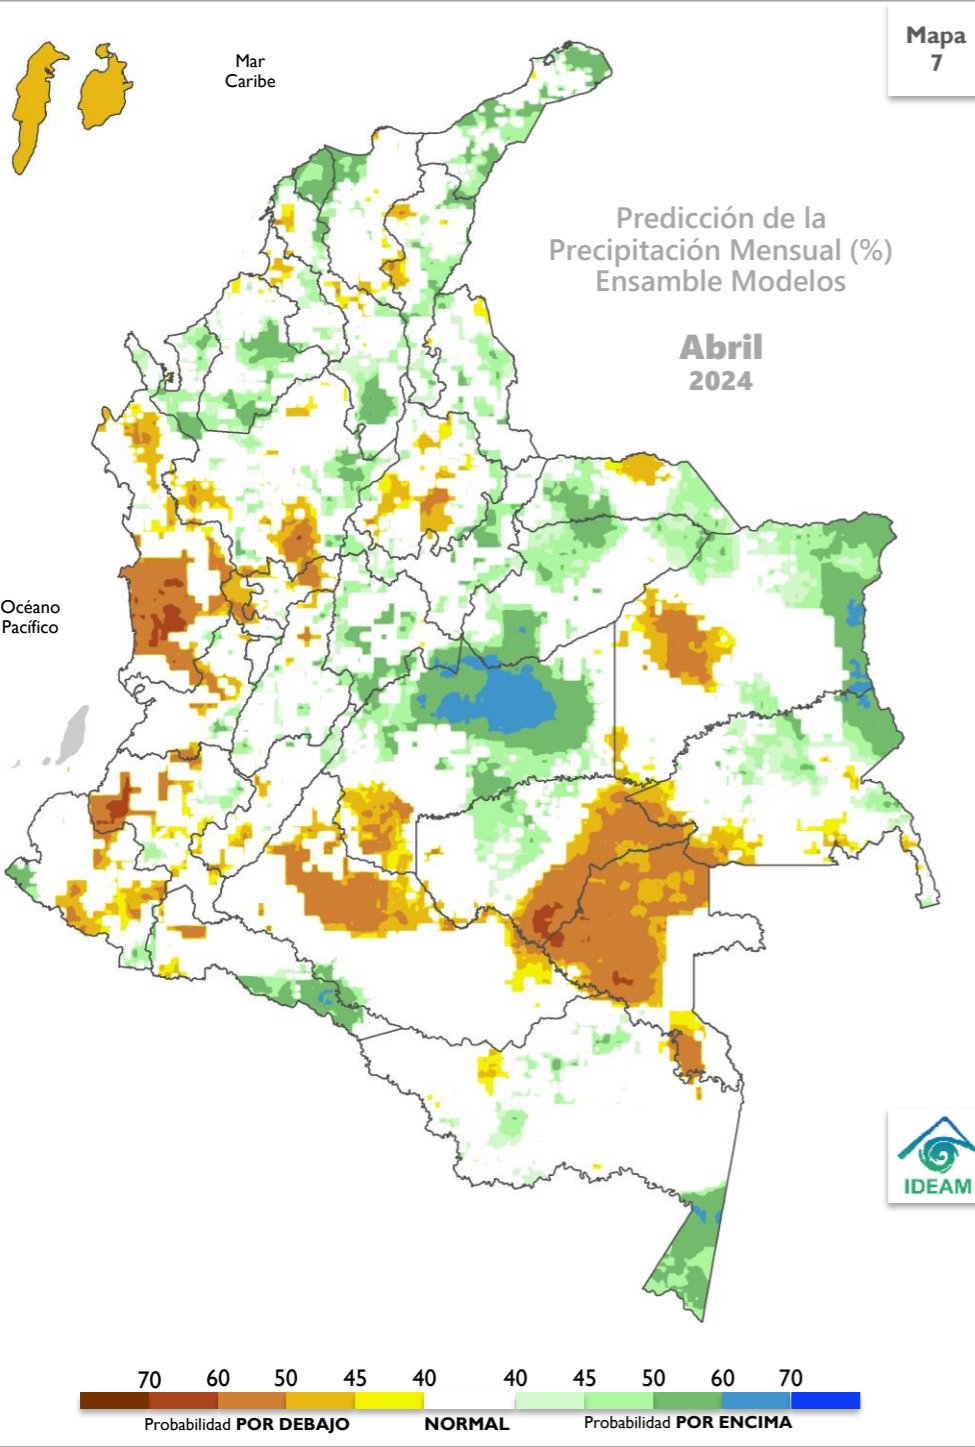 Mapa
7
Mar
Caribe
Predicción de la
Precipitación Mensual (%)
Ensamble Modelos
Abril
2024
Océano
Pacífico
IDEAM
70 60 50 45 40 40 45 50 60 70
Probabilidad POR DEBAJO NORMAL Probabilidad POR ENCIMA